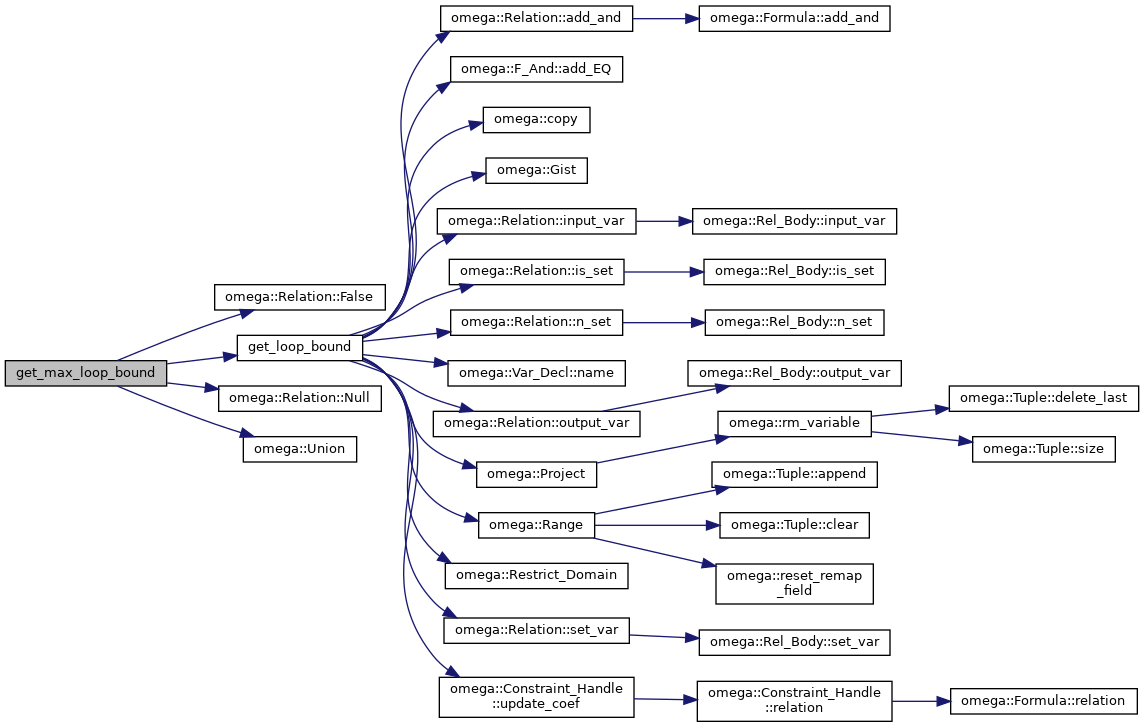 get_max_loop_bound
omega::Relation::False
get_loop_bound
omega::Relation::Null
omega::Union
omega::Relation::add_and
omega::F_And::add_EQ
omega::copy
omega::Gist
omega::Relation::input_var
omega::Relation::is_set
omega::Relation::n_set
omega::Var_Decl::name
omega::Relation::output_var
omega::Project
omega::Range
omega::Restrict_Domain
omega::Relation::set_var
omega::Constraint_Handle
::update_coef
omega::Formula::add_and
omega::Rel_Body::input_var
omega::Rel_Body::is_set
omega::Rel_Body::n_set
omega::Rel_Body::output_var
omega::rm_variable
omega::Tuple::append
omega::Tuple::clear
omega::reset_remap
_field
omega::Rel_Body::set_var
omega::Constraint_Handle
::relation
omega::Tuple::delete_last
omega::Tuple::size
omega::Formula::relation